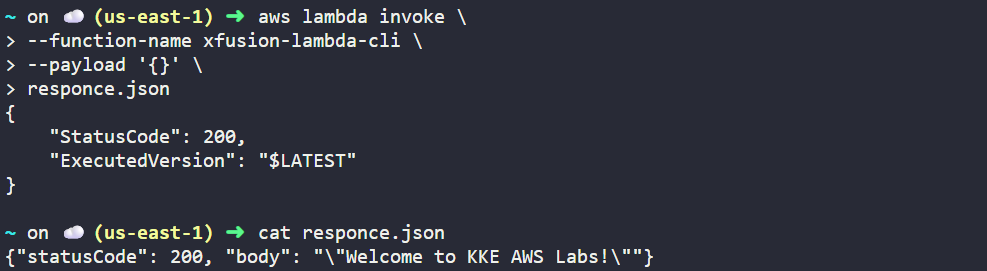 ~ on ☁️ (us-east-1) ➜ aws lambda invoke \
> --function-name xfusion-lambda-cli \
> --payload '{}' \
> responce.json
{
    "StatusCode": 200,
    "ExecutedVersion": "$LATEST"
}
~ on ☁️ (us-east-1) ➜ cat responce.json
{"statusCode": 200, "body": "\"Welcome to KKE AWS Labs!\""}